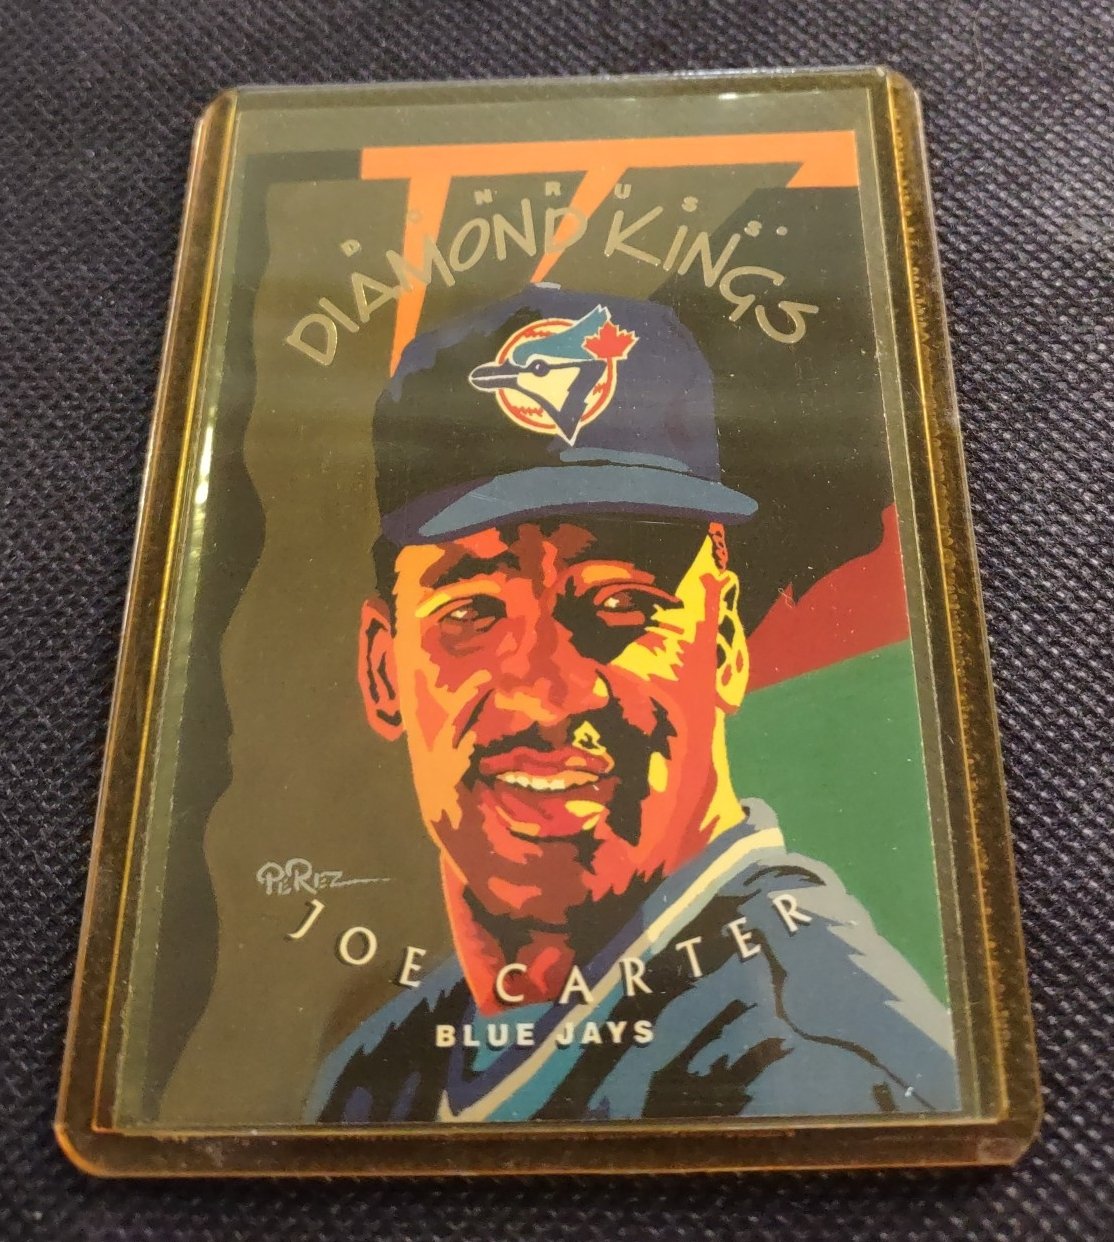 DONRUSS.
DIAMOND KINGS
PEREZ
JOE CARTER
BLUE JAYS